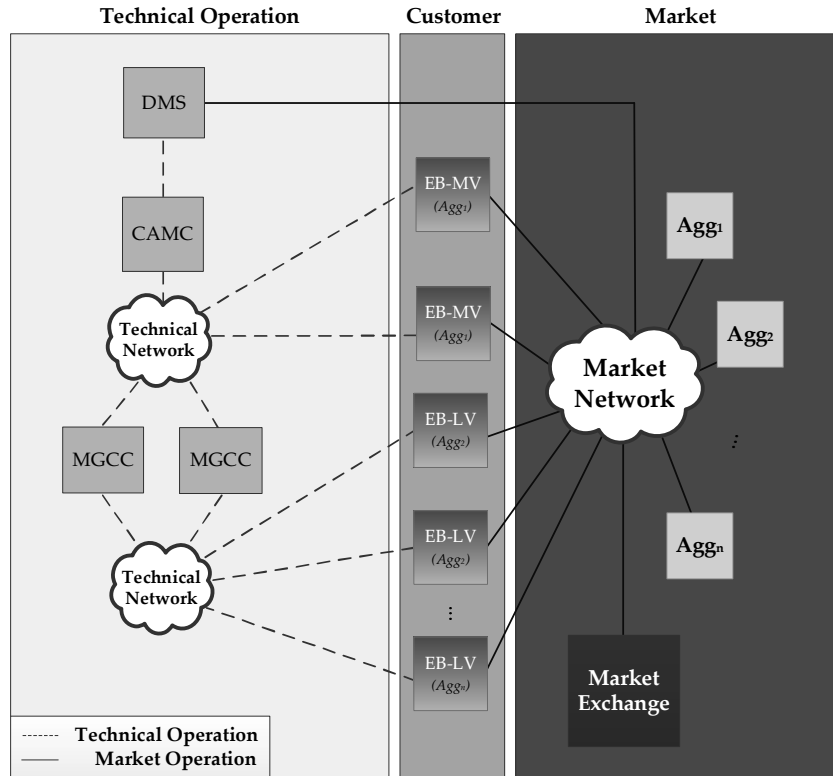 Technical Operation
Customer
Market
DMS
CAMC
Technical
Network
MGCC
MGCC
Technical
Network
EB-MV
(Agg₁)
EB-MV
(Agg₁)
EB-LV
(Agg₂)
EB-LV
(Agg₂)
...
EB-LV
(Aggₙ)
Market
Network
Agg₁
Agg₂
...
Aggₙ
Market
Exchange
Technical Operation
Market Operation